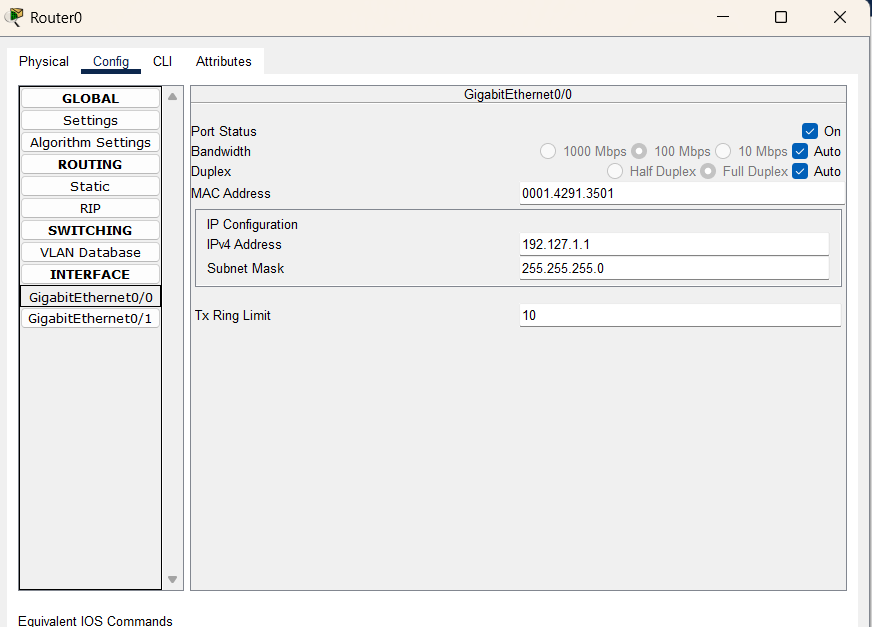 Router0
Physical Config CLI Attributes
GLOBAL
Settings
Algorithm Settings
ROUTING
Static
RIP
SWITCHING
VLAN Database
INTERFACE
GigabitEthernet0/0
GigabitEthernet0/1
GigabitEthernet0/0
Port Status On
Bandwidth 1000 Mbps 100 Mbps 10 Mbps Auto
Duplex Half Duplex Full Duplex Auto
MAC Address 0001.4291.3501
IP Configuration
IPv4 Address 192.127.1.1
Subnet Mask 255.255.255.0
Tx Ring Limit 10
Equivalent IOS Commands